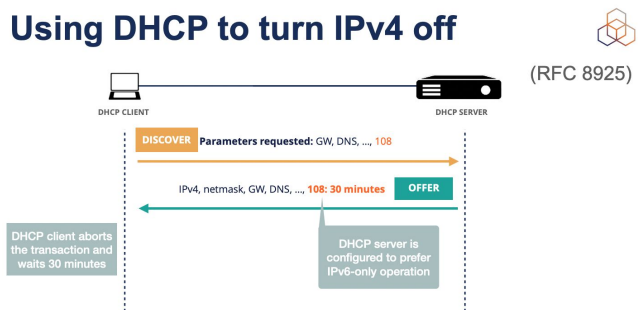 Using DHCP to turn IPv4 off
(RFC 8925)
DHCP CLIENT
DHCP SERVER
DISCOVER Parameters requested: GW, DNS, ..., 108
IPv4, netmask, GW, DNS, ..., 108: 30 minutes OFFER
DHCP client aborts
the transaction and
waits 30 minutes
DHCP server is
configured to prefer
IPv6-only operation